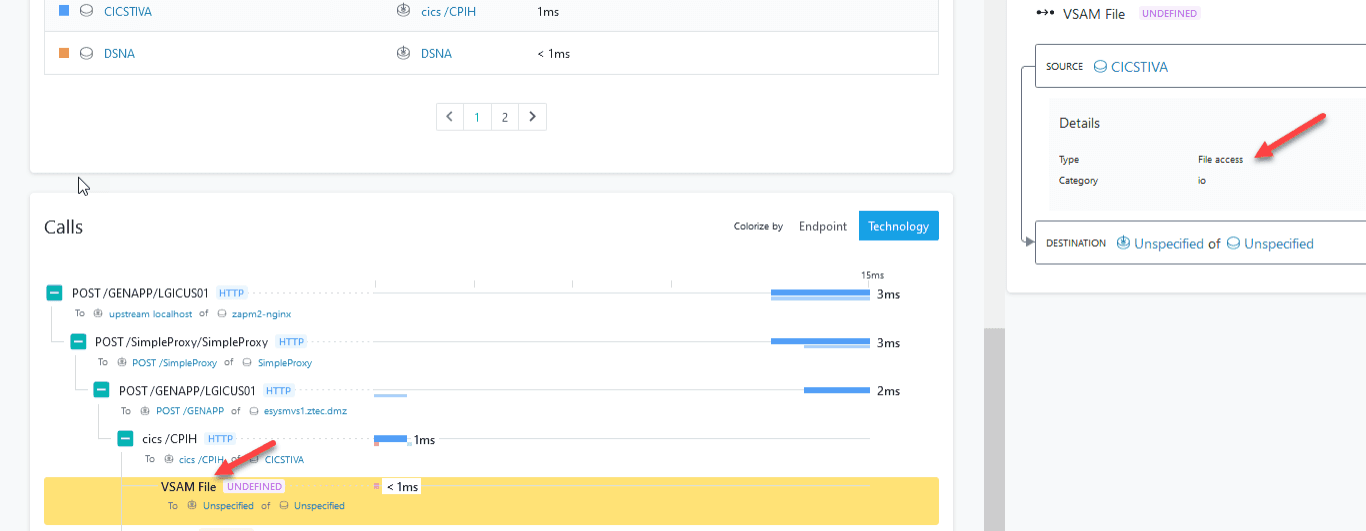 CICSTIVA cics /CPIH 1ms
DSNA DSNA < 1ms
1 2
Calls
Colorize by Endpoint Technology
15ms
POST /GENAPP/LGICUS01 HTTP 3ms
To upstream localhost of zapm2-nginx
POST /SimpleProxy/SimpleProxy HTTP 3ms
To POST /SimpleProxy of SimpleProxy
POST /GENAPP/LGICUS01 HTTP 2ms
To POST /GENAPP of esysmvs1.ztec.dmz
cics /CPIH HTTP 1ms
To cics /CPIH of CICSTIVA
VSAM File UNDEFINED < 1ms
To Unspecified of Unspecified
VSAM File UNDEFINED
SOURCE CICSTIVA
Details
Type File access
Category io
DESTINATION Unspecified of Unspecified